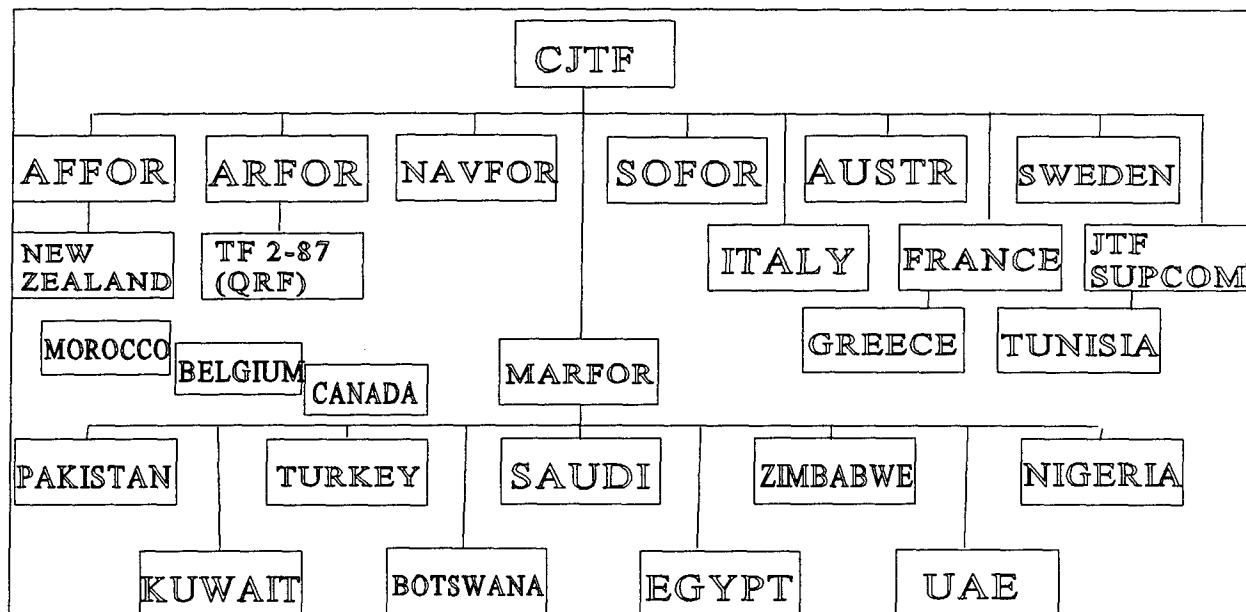 CJTF
AFFOR
ARFOR
NAVFOR
SOFOR
AUSTR
SWEDEN
NEW
ZEALAND
TF 2-87
(QRF)
ITALY
FRANCE
JTF
SUPCOM
GREECE
TUNISIA
MOROCCO
BELGIUM
CANADA
MARFOR
PAKISTAN
TURKEY
SAUDI
ZIMBABWE
NIGERIA
KUWAIT
BOTSWANA
EGYPT
UAE